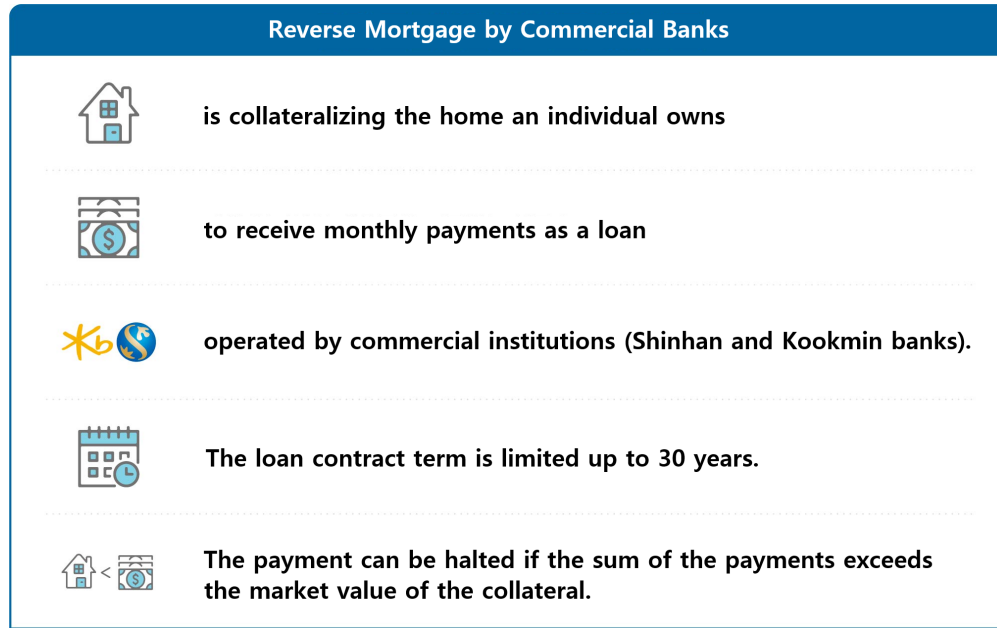 Reverse Mortgage by Commercial Banks
is collateralizing the home an individual owns
$
to receive monthly payments as a loan
Kb S
operated by commercial institutions (Shinhan and Kookmin banks).
The loan contract term is limited up to 30 years.
< $
The payment can be halted if the sum of the payments exceeds
the market value of the collateral.